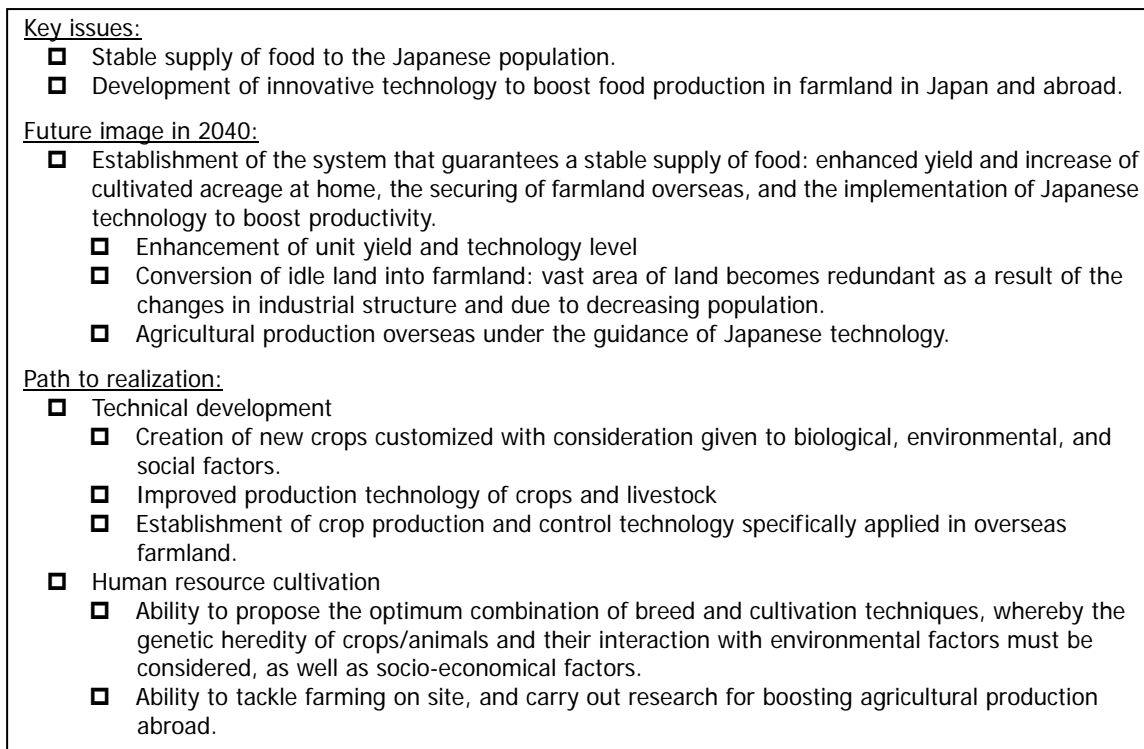 Key issues:
Stable supply of food to the Japanese population.
Development of innovative technology to boost food production in farmland in Japan and abroad.
Future image in 2040:
Establishment of the system that guarantees a stable supply of food: enhanced yield and increase of
cultivated acreage at home, the securing of farmland overseas, and the implementation of Japanese
technology to boost productivity.
Enhancement of unit yield and technology level
Conversion of idle land into farmland: vast area of land becomes redundant as a result of the
changes in industrial structure and due to decreasing population.
Agricultural production overseas under the guidance of Japanese technology.
Path to realization:
Technical development
Creation of new crops customized with consideration given to biological, environmental, and
social factors.
Improved production technology of crops and livestock
Establishment of crop production and control technology specifically applied in overseas
farmland.
Human resource cultivation
Ability to propose the optimum combination of breed and cultivation techniques, whereby the
genetic heredity of crops/animals and their interaction with environmental factors must be
considered, as well as socio-economical factors.
Ability to tackle farming on site, and carry out research for boosting agricultural production
abroad.